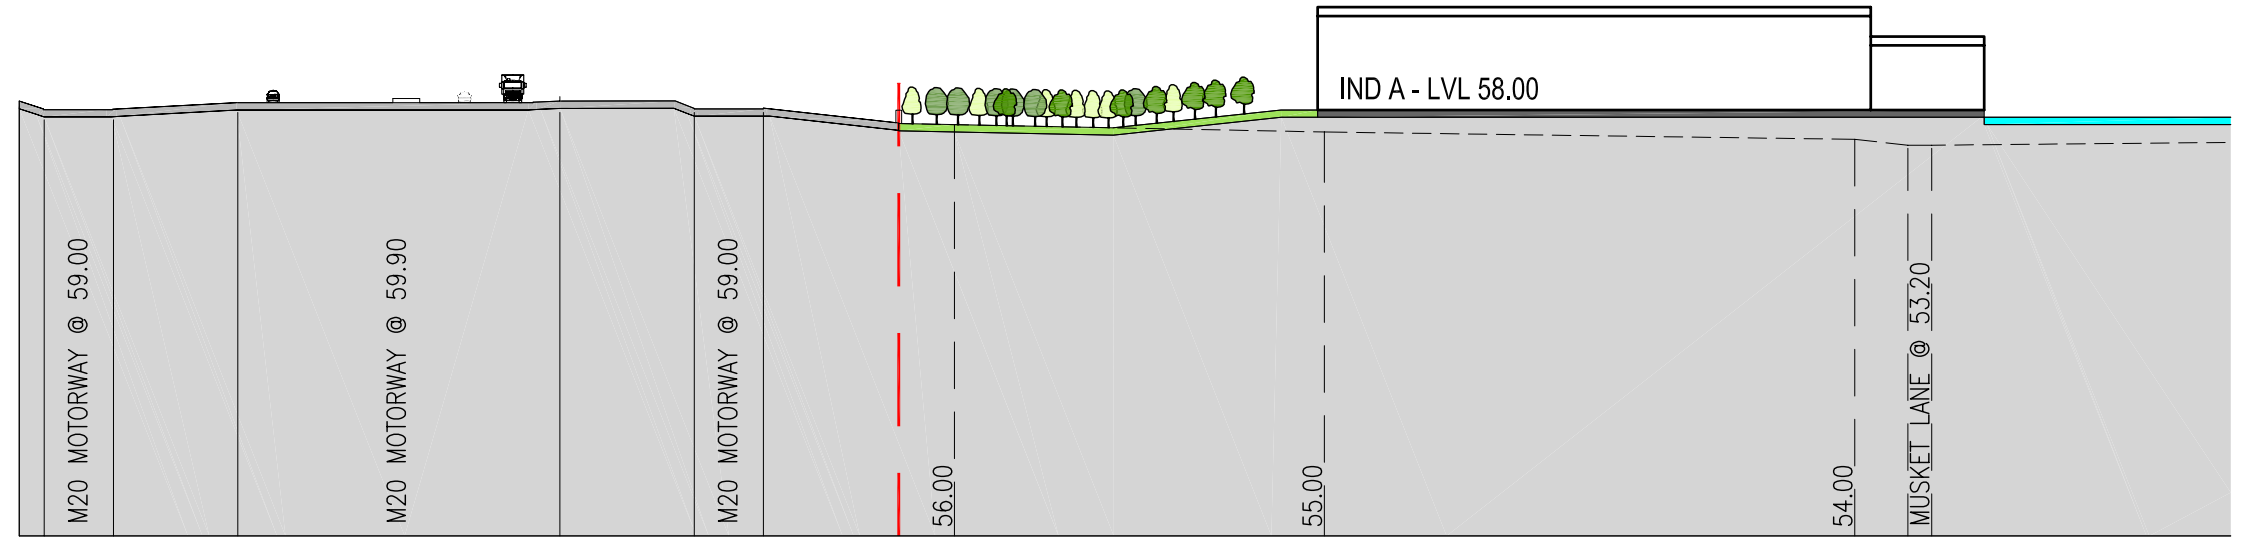 IND A - LVL 58.00
M20 MOTORWAY @ 59.00
M20 MOTORWAY @ 59.90
M20 MOTORWAY @ 59.00
56.00
55.00
54.00
MUSKET LANE @ 53.20